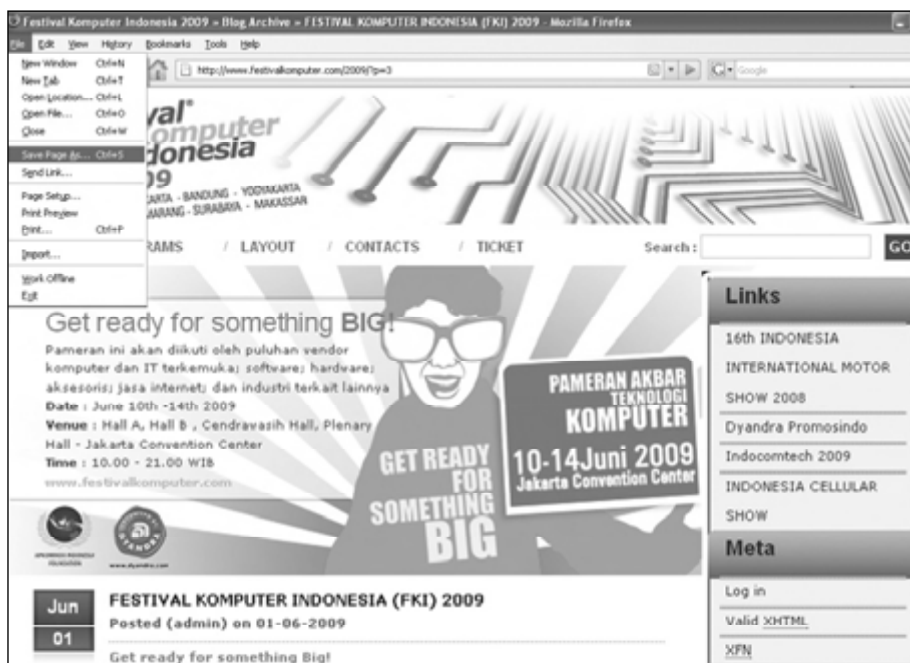 Festival Komputer Indonesia 2009 » Blog Archive » FESTIVAL KOMPUTER INDONESIA (FKI) 2009 - Mozilla Firefox
File Edit View History Bookmarks Tools Help
New Window Ctrl+N
New Tab Ctrl+T
Open Location... Ctrl+L
Open File... Ctrl+O
Close Ctrl+W
Save Page As... Ctrl+S
Send Link...
Page Setup...
Print Preview
Print... Ctrl+P
Import...
Work Offline
Exit
http://www.festivalkomputer.com/2009/?p=3
Google
val
omputer
donesia
09
ARTA - BANDUNG - YOGYAKARTA
MARANG - SURABAYA - MAKASSAR
RAMS / LAYOUT / CONTACTS / TICKET
Search :
GO
Get ready for something BIG!
Pameran ini akan diikuti oleh puluhan vendor
komputer dan IT terkemuka; software; hardware;
aksesoris; jasa internet; dan industri terkait lainnya
Date : June 10th -14th 2009
Venue : Hall A, Hall B , Cendravasih Hall, Plenary
Hall - Jakarta Convention Center
Time : 10.00 - 21.00 WIB
www.festivalkomputer.com
GET READY
FOR
SOMETHING
BIG
PAMERAN AKBAR
TEKNOLOGI
KOMPUTER
10-14Juni 2009
Jakarta Convention Center
www.dyandra.com
Links
16th INDONESIA
INTERNATIONAL MOTOR
SHOW 2008
Dyandra Promosindo
Indocomtech 2009
INDONESIA CELLULAR
SHOW
Meta
Log in
Valid XHTML
XFN
Jun
01
FESTIVAL KOMPUTER INDONESIA (FKI) 2009
Posted (admin) on 01-06-2009
Get ready for something Big!